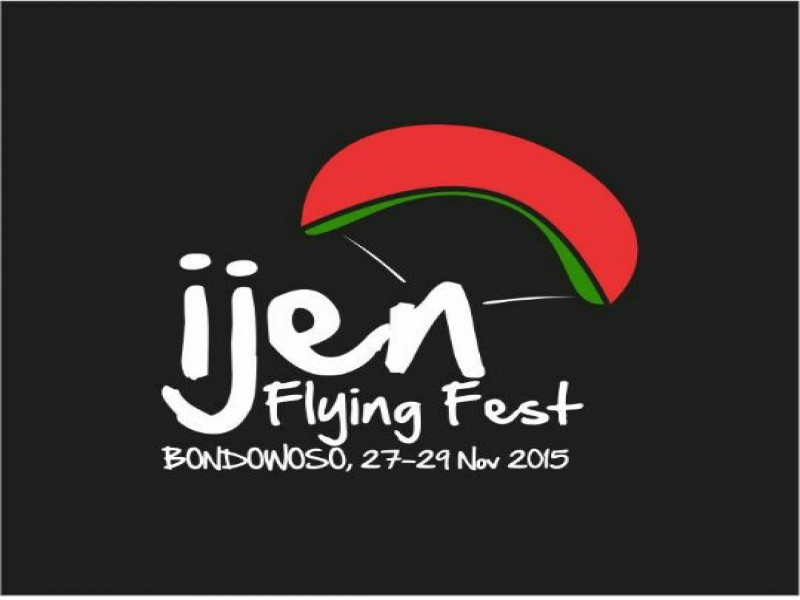 ijen
Flying Fest
BONDOWOSO, 27-29 Nov 2015